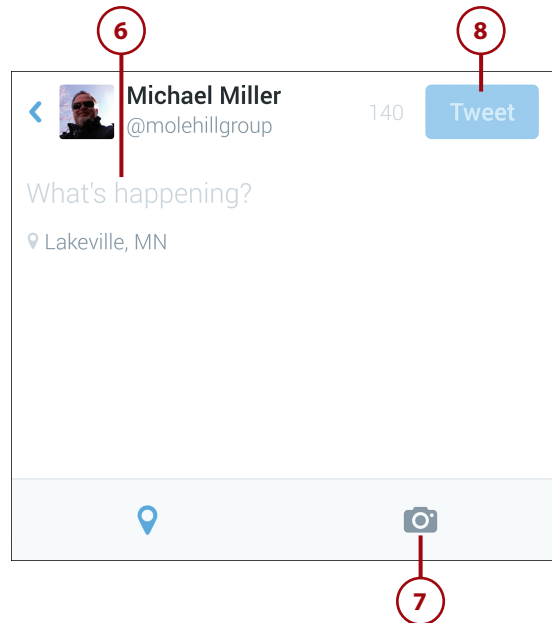 6
8
Michael Miller
@molehillgroup
140
Tweet
What's happening?
Lakeville, MN
7